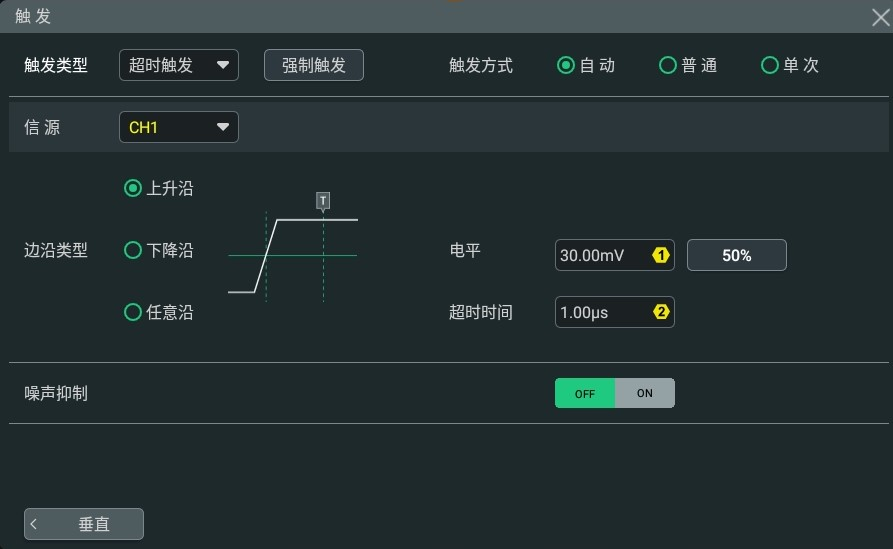 触 发
触发类型 超时触发 强制触发 触发方式 自 动 普 通 单 次
信 源 CH1
上升沿
T
边沿类型 下降沿 电平 30.00mV 1 50%
任意沿 超时时间 1.00μs 2
噪声抑制 OFF ON
垂直